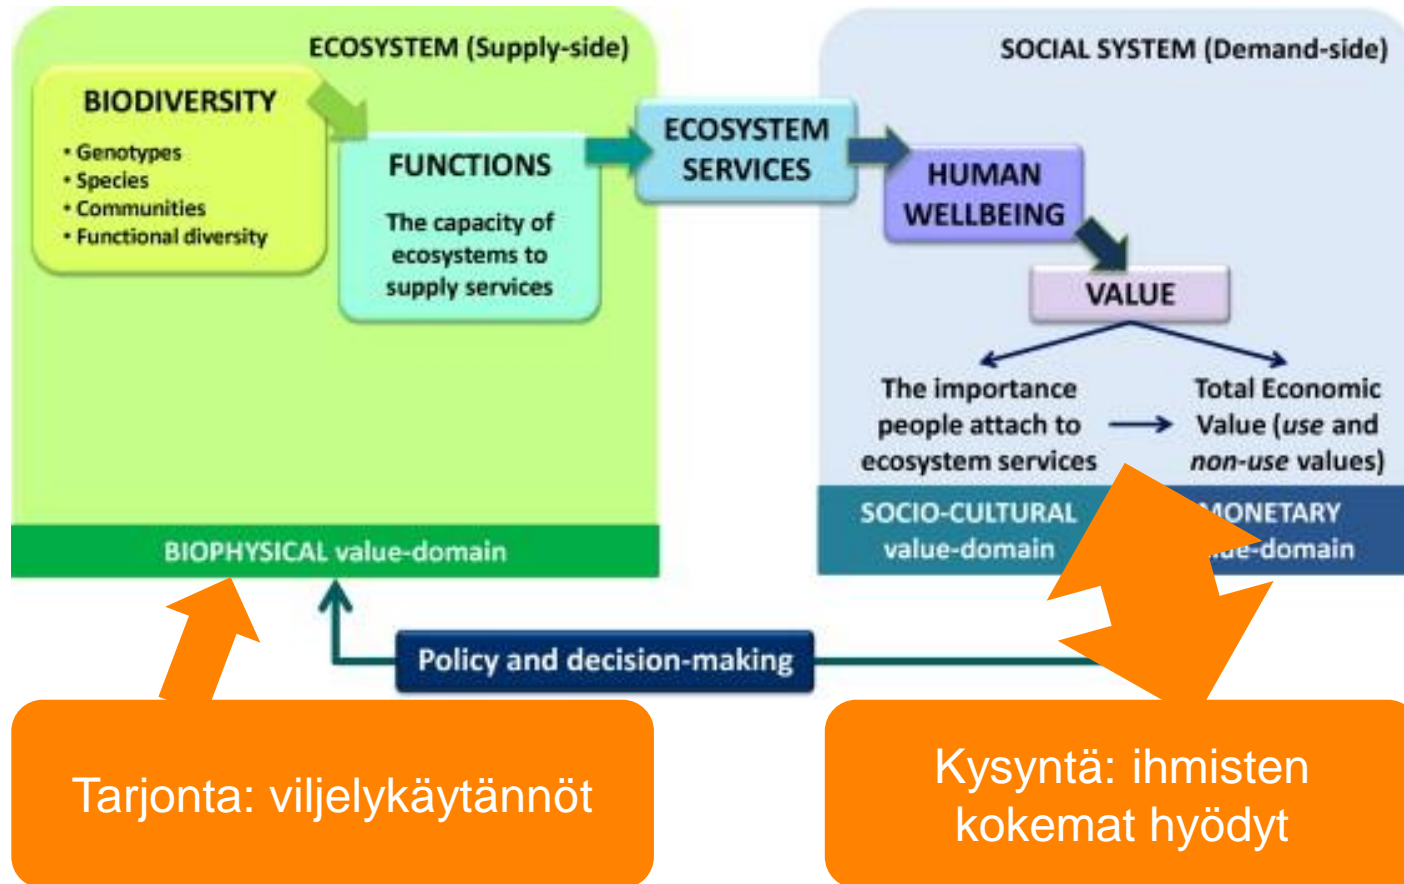 ECOSYSTEM (Supply-side)
BIODIVERSITY
• Genotypes
• Species
• Communities
• Functional diversity
FUNCTIONS
The capacity of
ecosystems to
supply services
ECOSYSTEM
SERVICES
SOCIAL SYSTEM (Demand-side)
HUMAN
WELLBEING
VALUE
The importance
people attach to
ecosystem services
Total Economic
Value (use and
non-use values)
BIOPHYSICAL value-domain
SOCIO-CULTURAL
value-domain
MONETARY
value-domain
Policy and decision-making
Tarjonta: viljelykäytännöt
Kysyntä: ihmisten
kokemat hyödyt